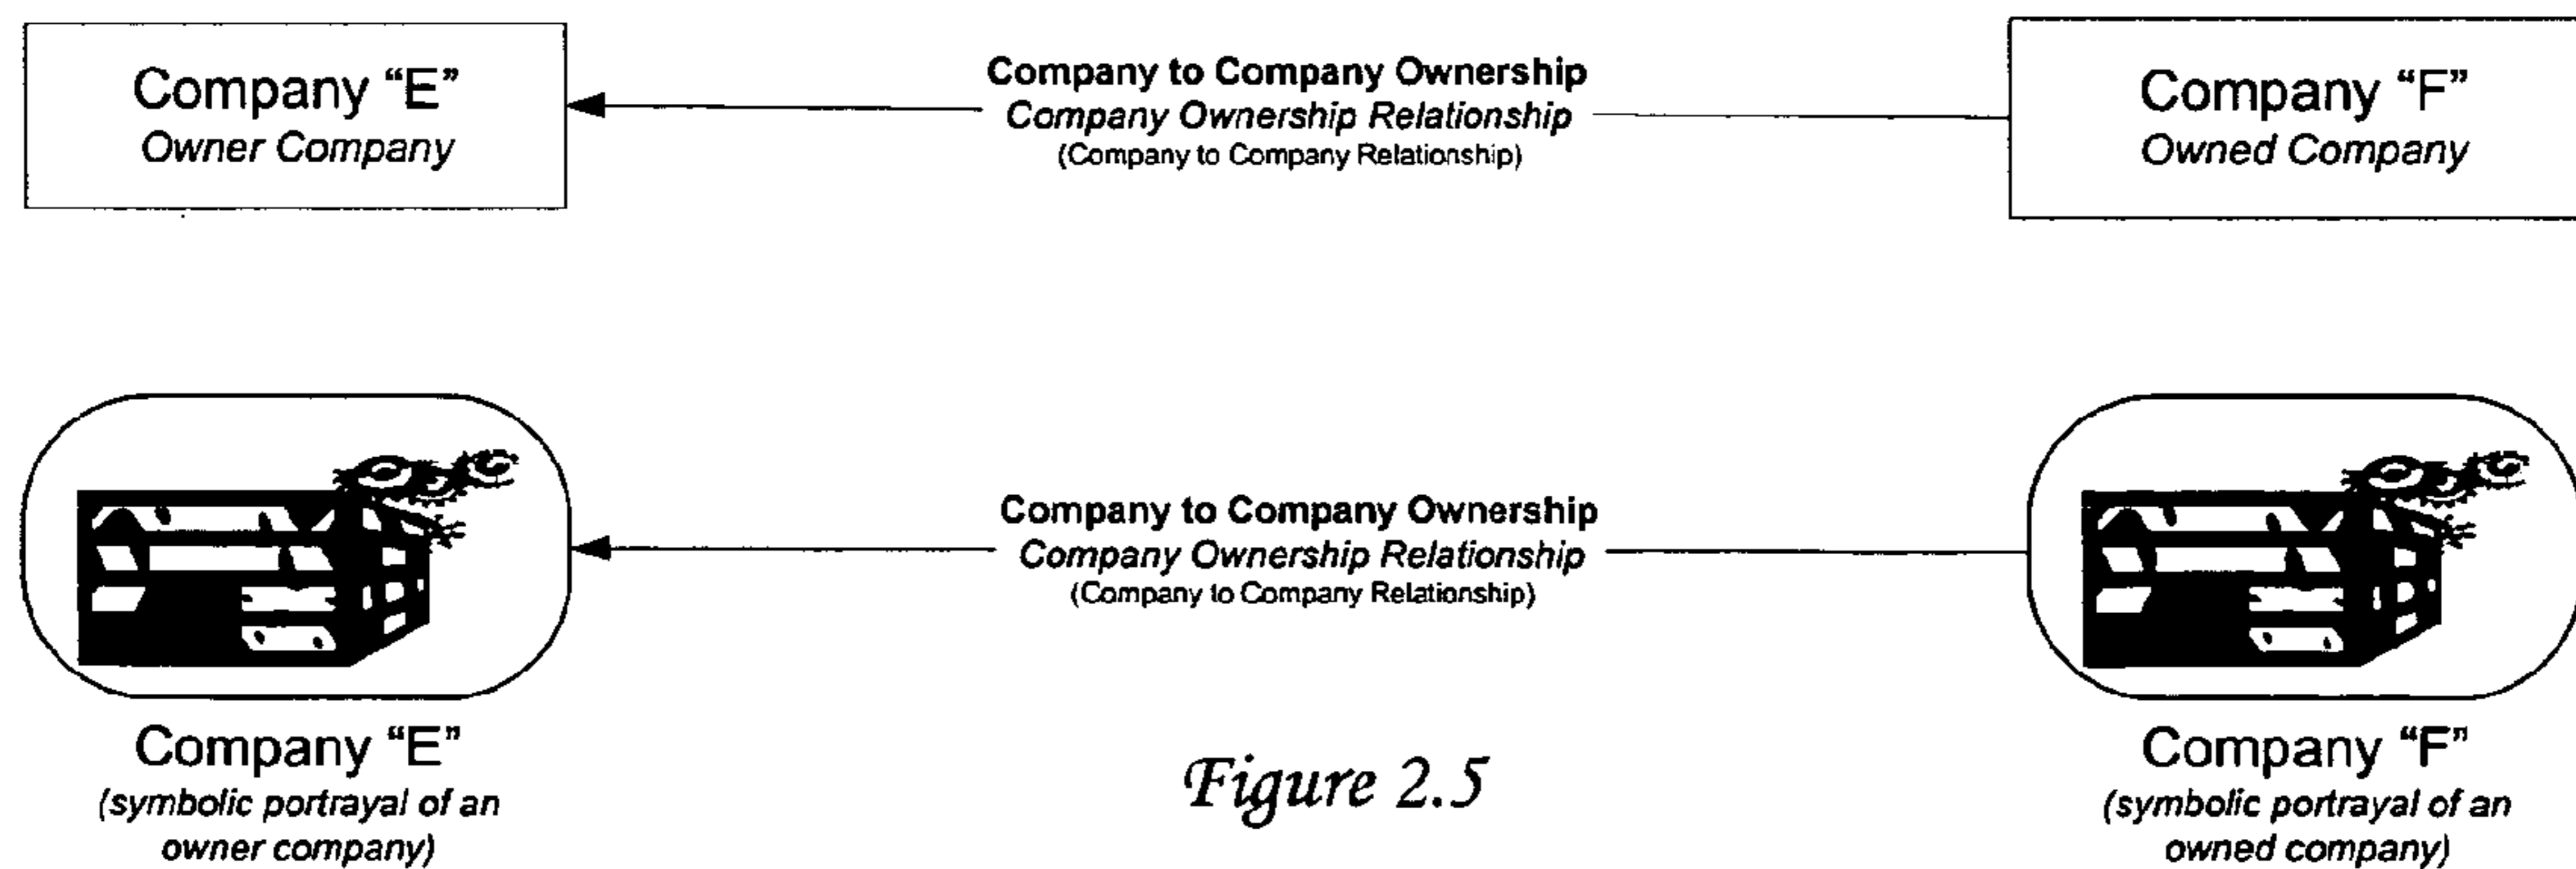 Company “E”
Owner Company
Company to Company Ownership
Company Ownership Relationship
(Company to Company Relationship)
Company “F”
Owned Company
Company to Company Ownership
Company Ownership Relationship
(Company to Company Relationship)
Company “E”
(symbolic portrayal of an
owner company)
Figure 2.5
Company “F”
(symbolic portrayal of an
owned company)